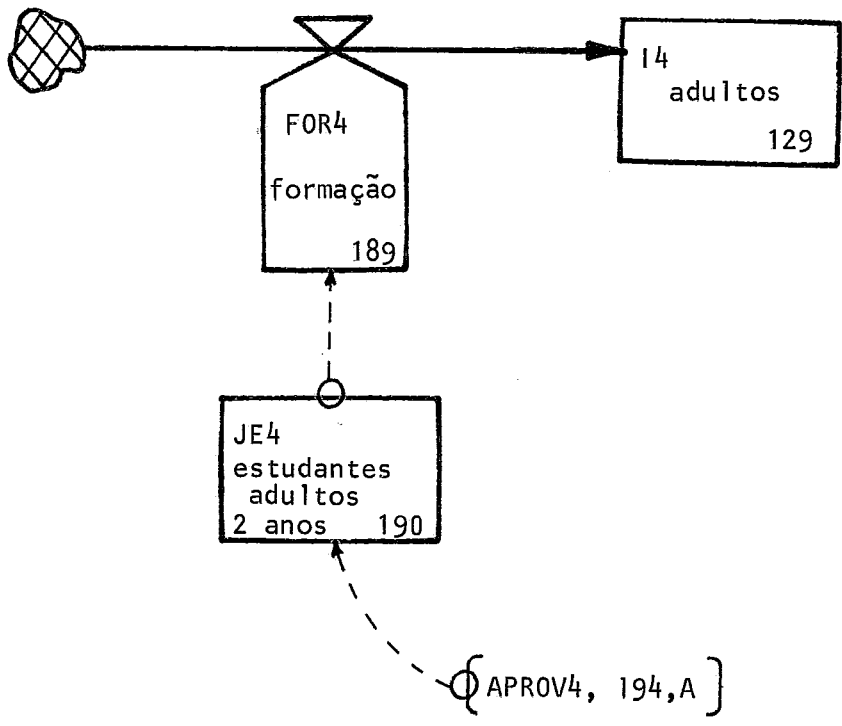 I4
adultos
129
FOR4
formação
189
JE4
estudantes
adultos
2 anos 190
APROV4, 194,A